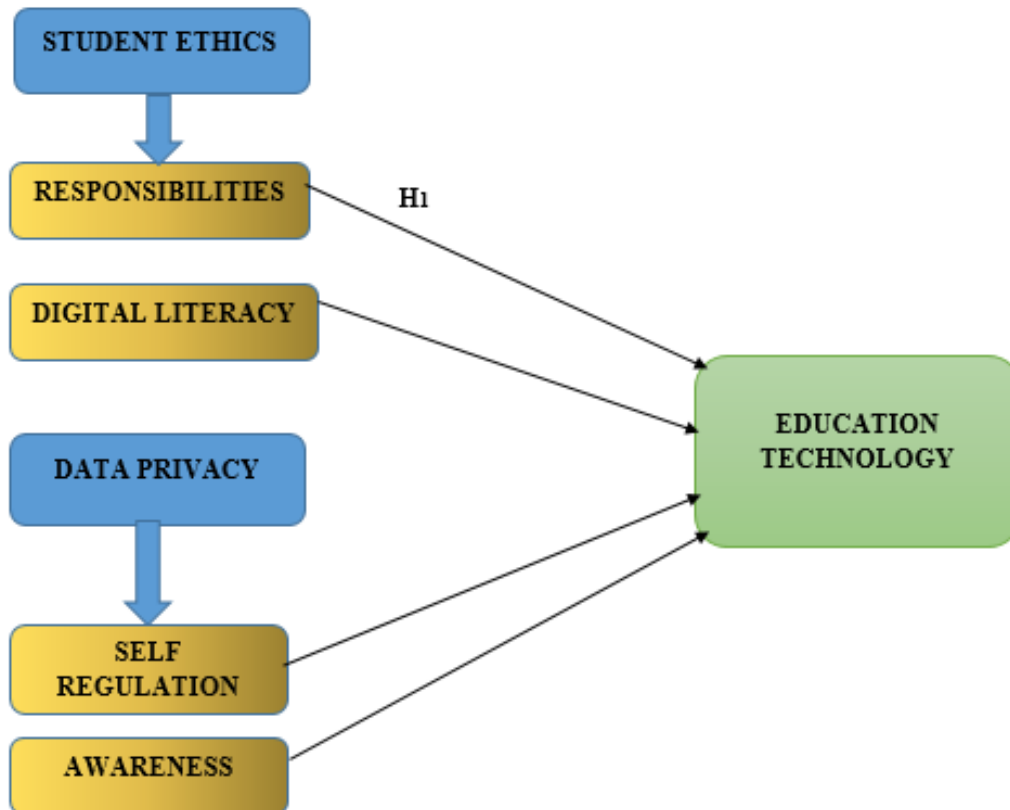 STUDENT ETHICS
RESPONSIBILITIES
H1
DIGITAL LITERACY
DATA PRIVACY
EDUCATION
TECHNOLOGY
SELF
REGULATION
AWARENESS